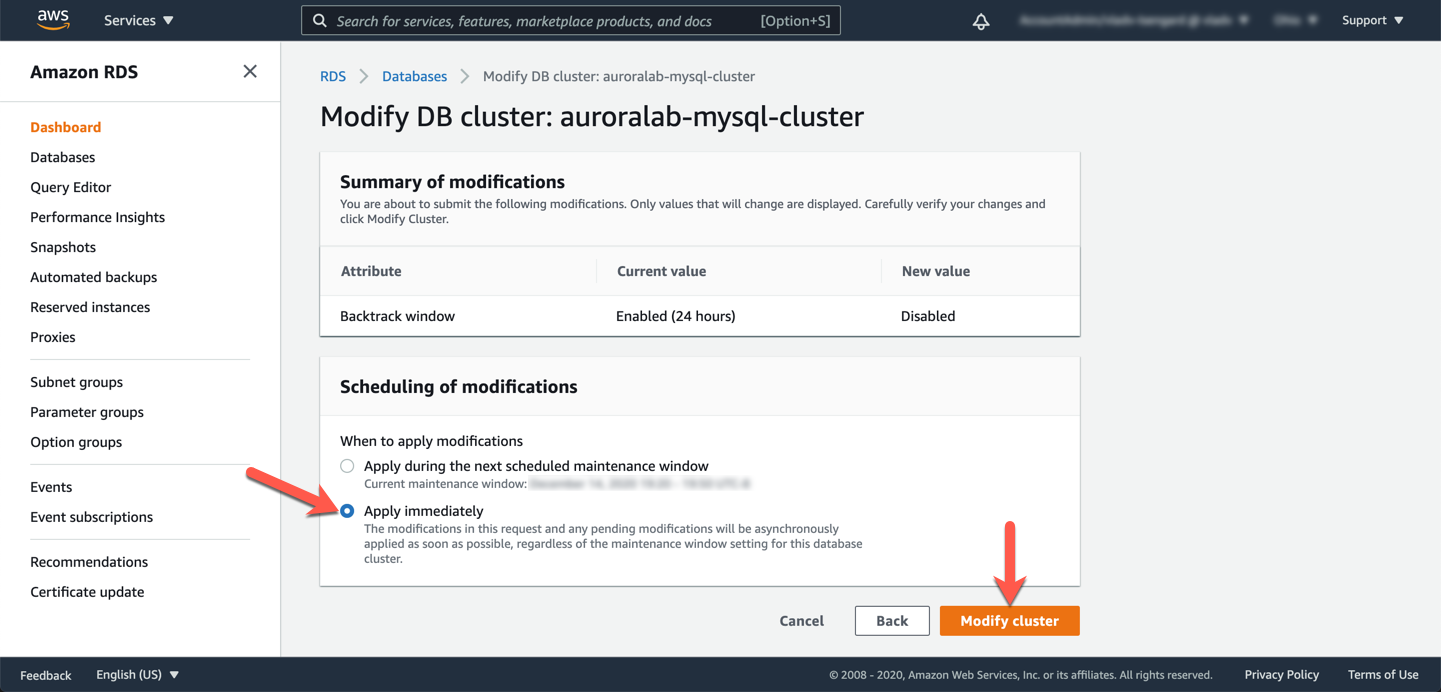 aws
Services
Search for services, features, marketplace products, and docs
[Option+S]
Support
Amazon RDS
Dashboard
Databases
Query Editor
Performance Insights
Snapshots
Automated backups
Reserved instances
Proxies
Subnet groups
Parameter groups
Option groups
Events
Event subscriptions
Recommendations
Certificate update
RDS
Databases
Modify DB cluster: auroralab-mysql-cluster
Modify DB cluster: auroralab-mysql-cluster
Summary of modifications
You are about to submit the following modifications. Only values that will change are displayed. Carefully verify your changes and
click Modify Cluster.
Attribute
Current value
New value
Backtrack window
Enabled (24 hours)
Disabled
Scheduling of modifications
When to apply modifications
Apply during the next scheduled maintenance window
Current maintenance window:
Apply immediately
The modifications in this request and any pending modifications will be asynchronously
applied as soon as possible, regardless of the maintenance window setting for this database
cluster.
Cancel
Back
Modify cluster
Feedback
English (US)
© 2008 - 2020, Amazon Web Services, Inc. or its affiliates. All rights reserved.
Privacy Policy
Terms of Use